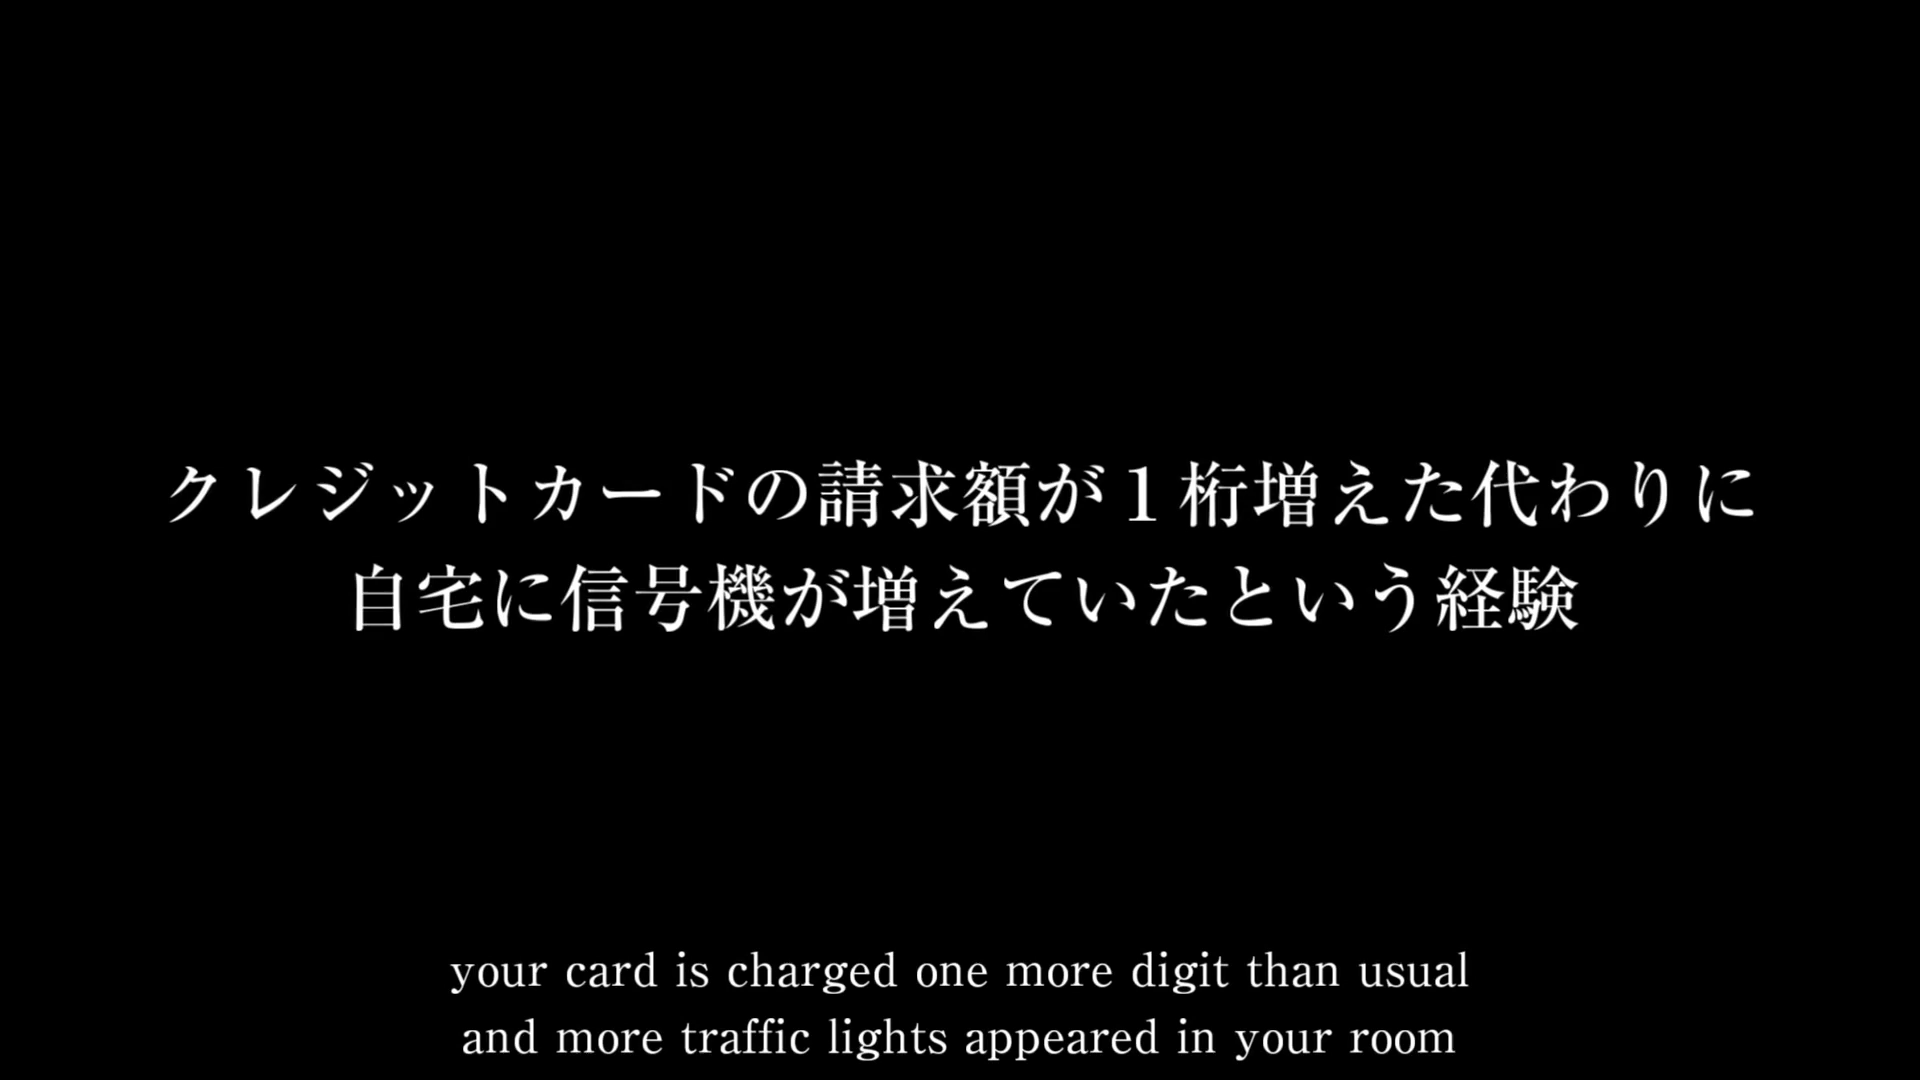 クレジットカードの請求額が１桁増えた代わりに
自宅に信号機が増えていたという経験
your card is charged one more digit than usual
and more traffic lights appeared in your room